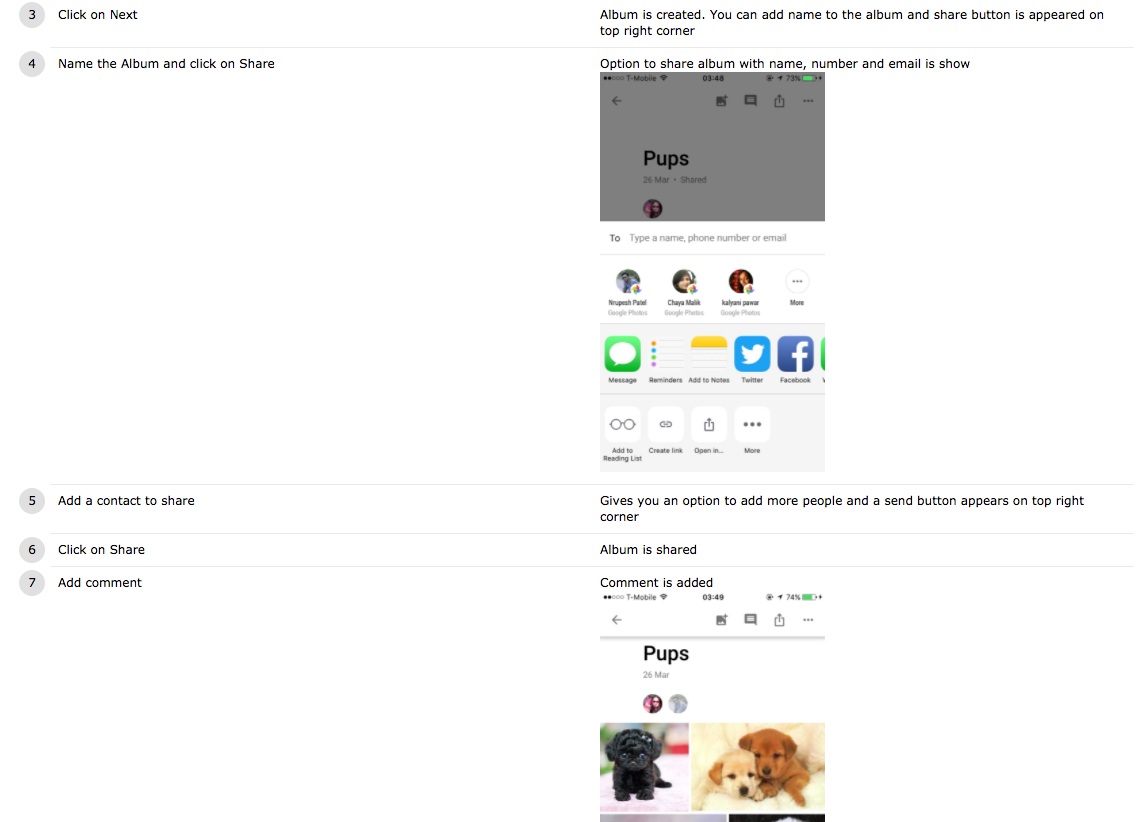 3 Click on Next
Album is created. You can add name to the album and share button is appeared on
top right corner
4 Name the Album and click on Share
Option to share album with name, number and email is show
T-Mobile 03:48 73%
Pups
26 Mar • Shared
To Type a name, phone number or email
Nrupesh Patel Chaya Malik kalyani pawar More
Google Photos Google Photos Google Photos
Message Reminders Add to Notes Twitter Facebook
Add to Create link Open in... More
Reading List
5 Add a contact to share
Gives you an option to add more people and a send button appears on top right
corner
6 Click on Share
Album is shared
7 Add comment
Comment is added
T-Mobile 03:49 74%
Pups
26 Mar